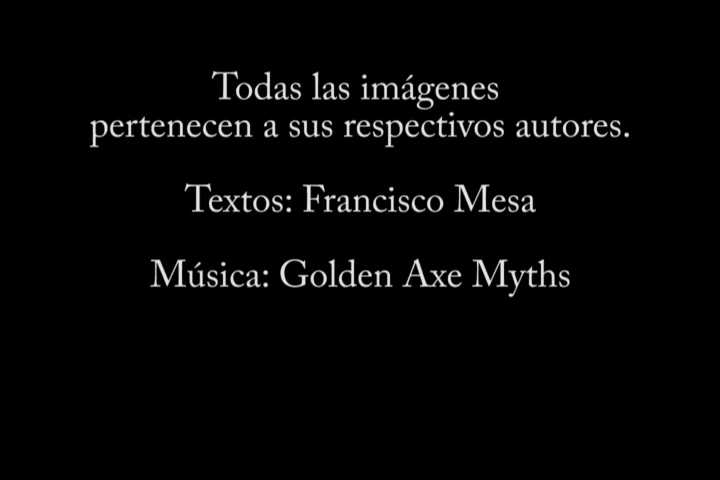 Todas las imágenes
pertenecen a sus respectivos autores.
Textos: Francisco Mesa
Música: Golden Axe Myths